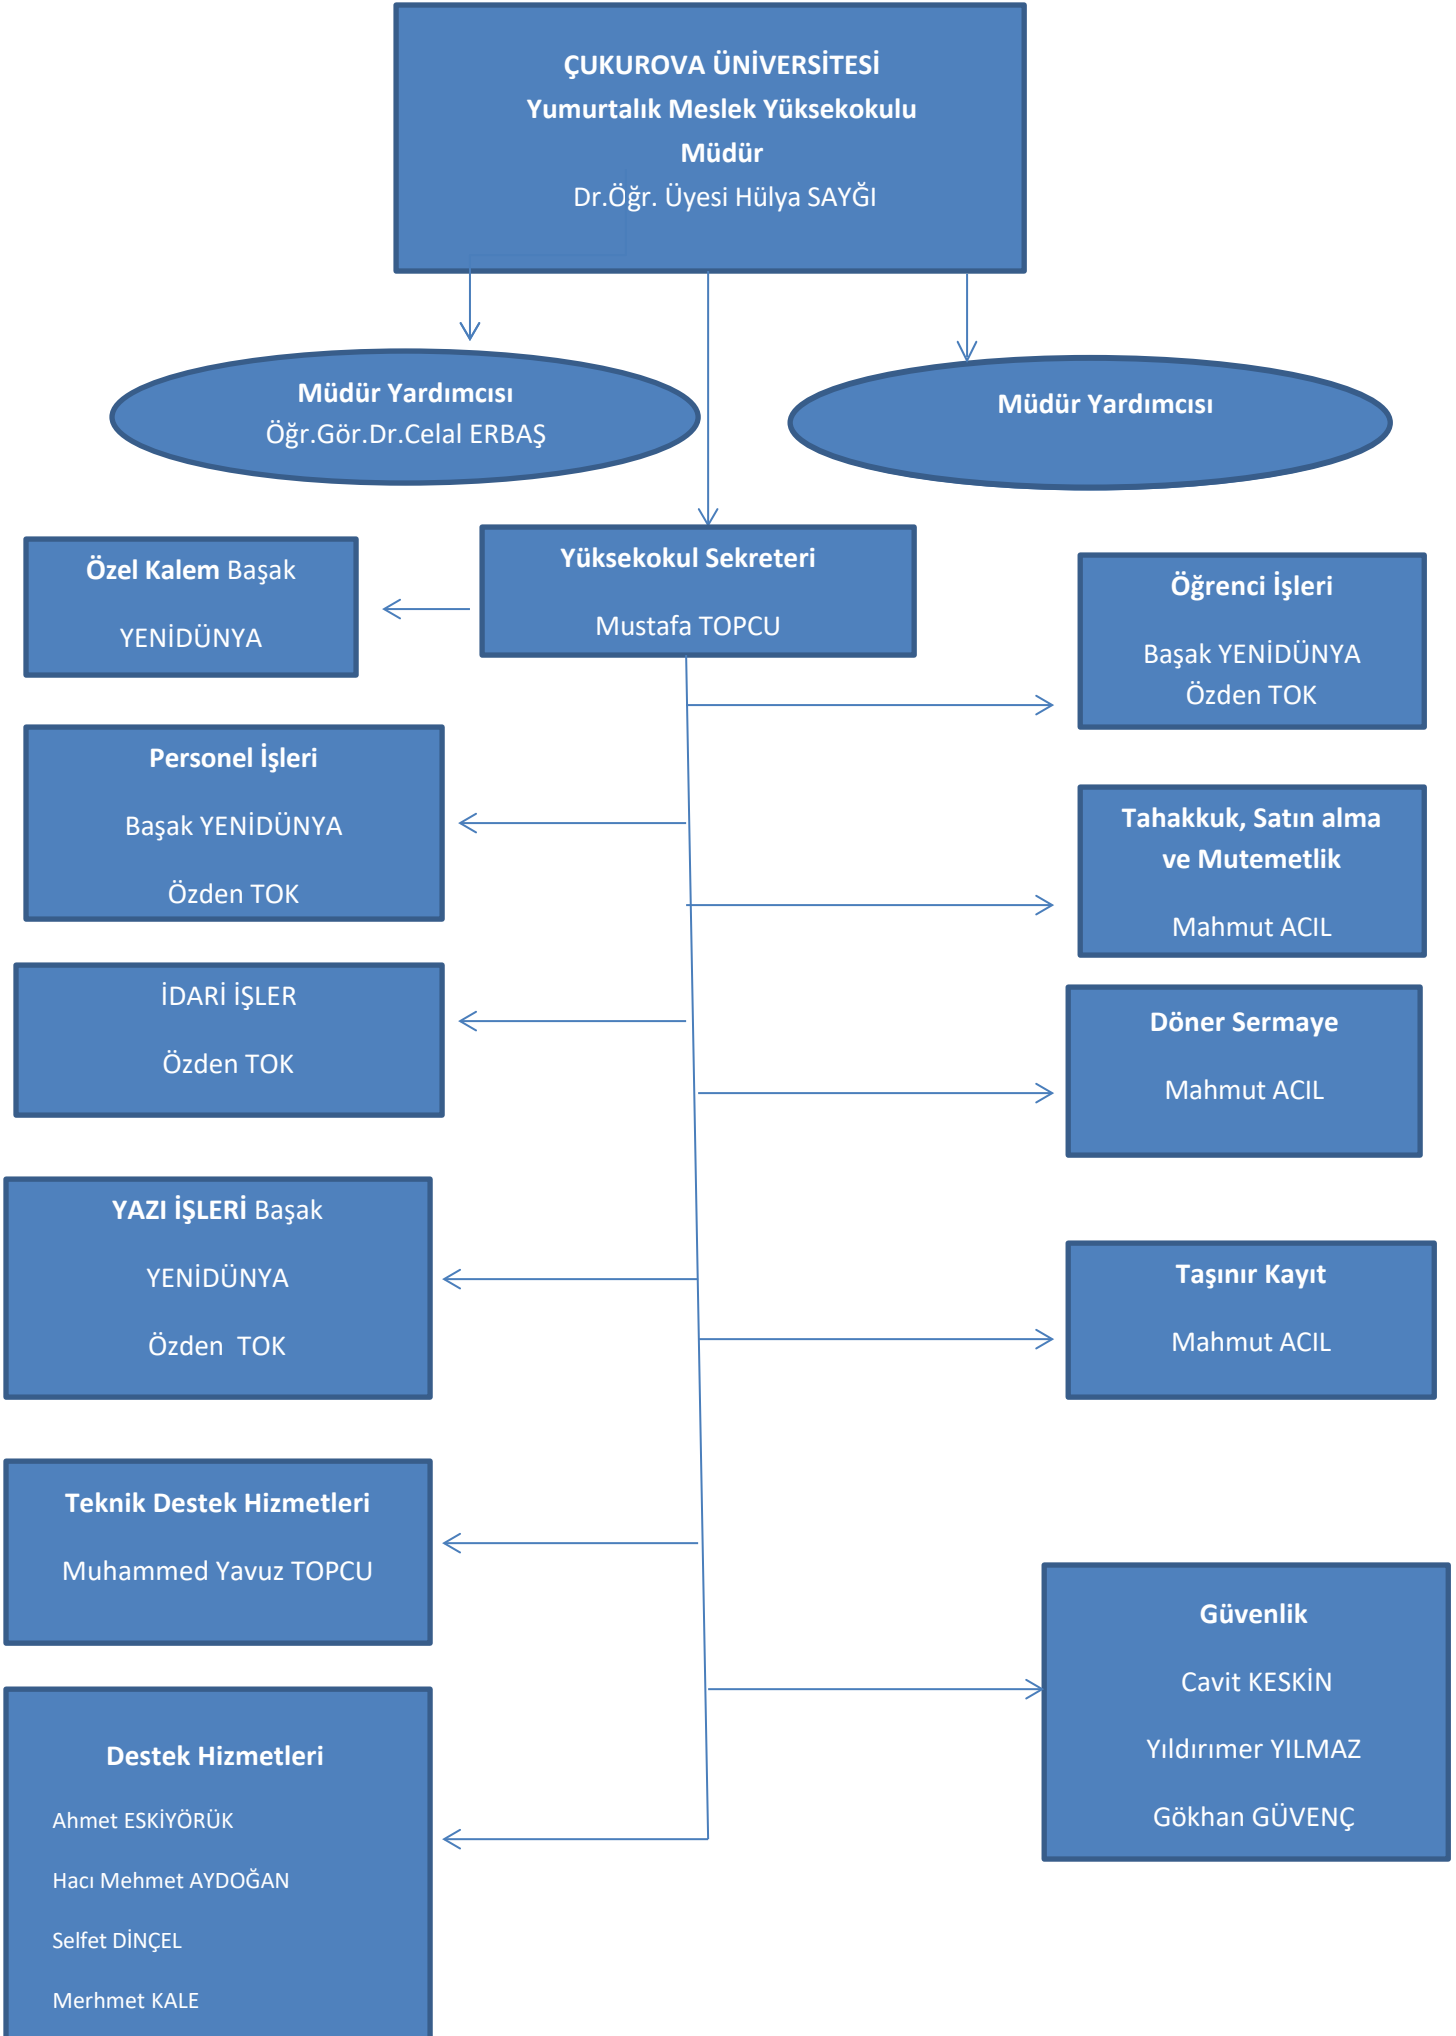 ÇUKUROVA ÜNİVERSİTESİ
Yumurtalık Meslek Yüksekokulu
Müdür
Dr.Öğr. Üyesi Hülya SAYĞI
Müdür Yardımcısı
Öğr.Gör.Dr.Celal ERBAŞ
Müdür Yardımcısı
Özel Kalem Başak
YENİDÜNYA
Yüksekokul Sekreteri
Mustafa TOPCU
Öğrenci İşleri
Başak YENİDÜNYA
Özden TOK
Personel İşleri
Başak YENİDÜNYA
Özden TOK
Tahakkuk, Satın alma
ve Mutemetlik
Mahmut ACIL
İDARİ İŞLER
Özden TOK
Döner Sermaye
Mahmut ACIL
YAZI İŞLERİ Başak
YENİDÜNYA
Özden  TOK
Taşınır Kayıt
Mahmut ACIL
Teknik Destek Hizmetleri
Muhammed Yavuz TOPCU
Güvenlik
Cavit KESKİN
Yıldırımer YILMAZ
Gökhan GÜVENÇ
Destek Hizmetleri
Ahmet ESKİYÖRÜK
Hacı Mehmet AYDOĞAN
Selfet DİNÇEL
Merhmet KALE